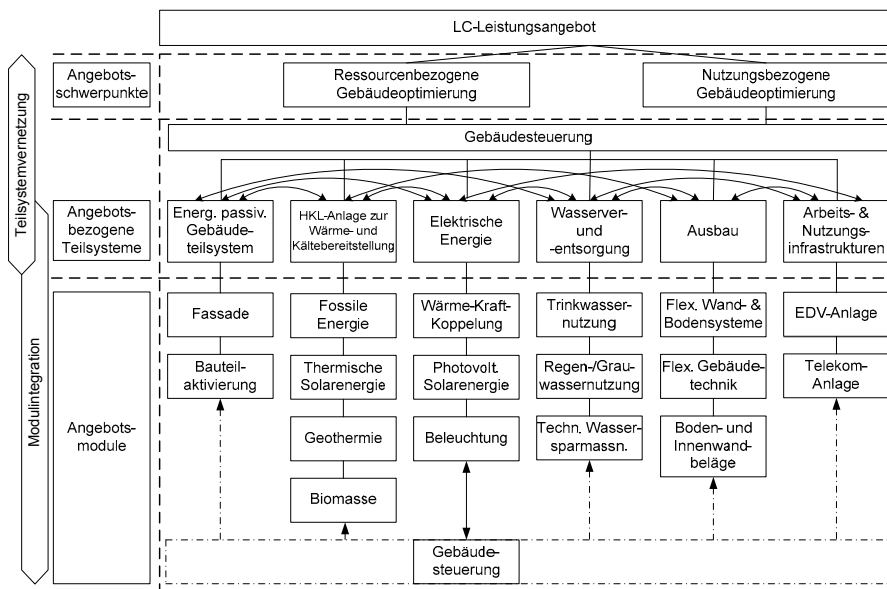 LC-Leistungsangebot
Teilsystemvernetzung
Modulintegration
Angebots-
schwerpunkte
Ressourcenbezogene
Gebäudeoptimierung
Nutzungsbezogene
Gebäudeoptimierung
Gebäudesteuerung
Angebots-
bezogene
Teilsysteme
Energ. passiv.
Gebäude-
teilsystem
HKL-Anlage zur
Wärme- und
Kältebereitstellung
Elektrische
Energie
Wasserver-
und
-entsorgung
Ausbau
Arbeits- &
Nutzungs-
infrastrukturen
Angebots-
module
Fassade
Bauteil-
aktivierung
Fossile
Energie
Thermische
Solarenergie
Geothermie
Biomasse
Wärme-Kraft-
Koppelung
Photovolt.
Solarenergie
Beleuchtung
Trinkwasser-
nutzung
Regen-/Grau-
wassernutzung
Techn. Wasser-
sparmassn.
Flex. Wand- &
Bodensysteme
Flex. Gebäude-
technik
Boden- und
Innenwand-
beläge
EDV-Anlage
Telekom-
Anlage
Gebäude-
steuerung